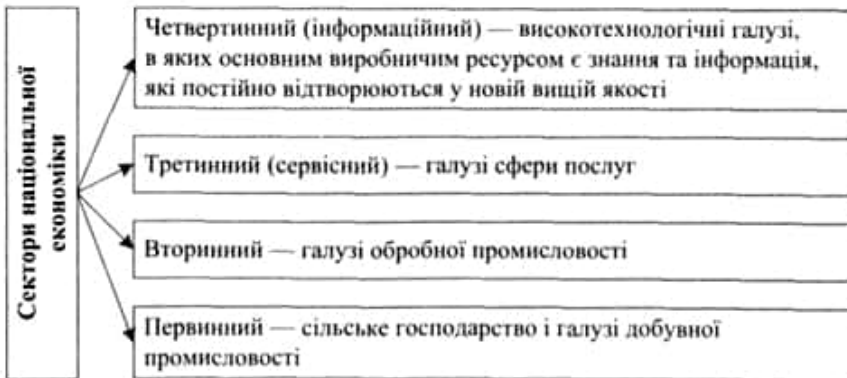 Сектори національної
економіки
Четвертинний (інформаційний) — високотехнологічні галузі,
в яких основним виробничим ресурсом є знання та інформація,
які постійно відтворюються у новій вищій якості
Третинний (сервісний) — галузі сфери послуг
Вторинний — галузі обробної промисловості
Первинний — сільське господарство і галузі добувної
промисловості